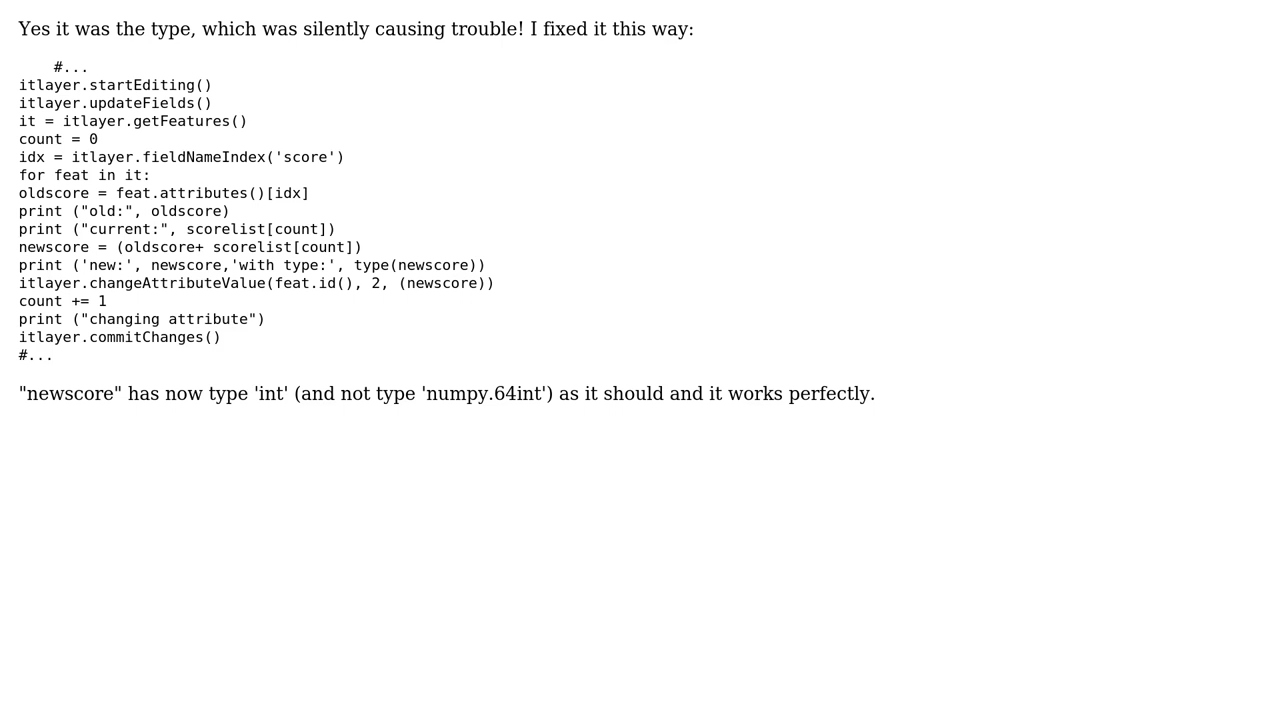 Yes it was the type, which was silently causing trouble! I fixed it this way:
    #...
itlayer.startEditing()
itlayer.updateFields()
it = itlayer.getFeatures()
count = 0
idx = itlayer.fieldNameIndex('score')
for feat in it:
oldscore = feat.attributes()[idx]
print ("old:", oldscore)
print ("current:", scorelist[count])
newscore = (oldscore+ scorelist[count])
print ('new:', newscore,'with type:', type(newscore))
itlayer.changeAttributeValue(feat.id(), 2, (newscore))
count += 1
print ("changing attribute")
itlayer.commitChanges()
#...
"newscore" has now type 'int' (and not type 'numpy.64int') as it should and it works perfectly.